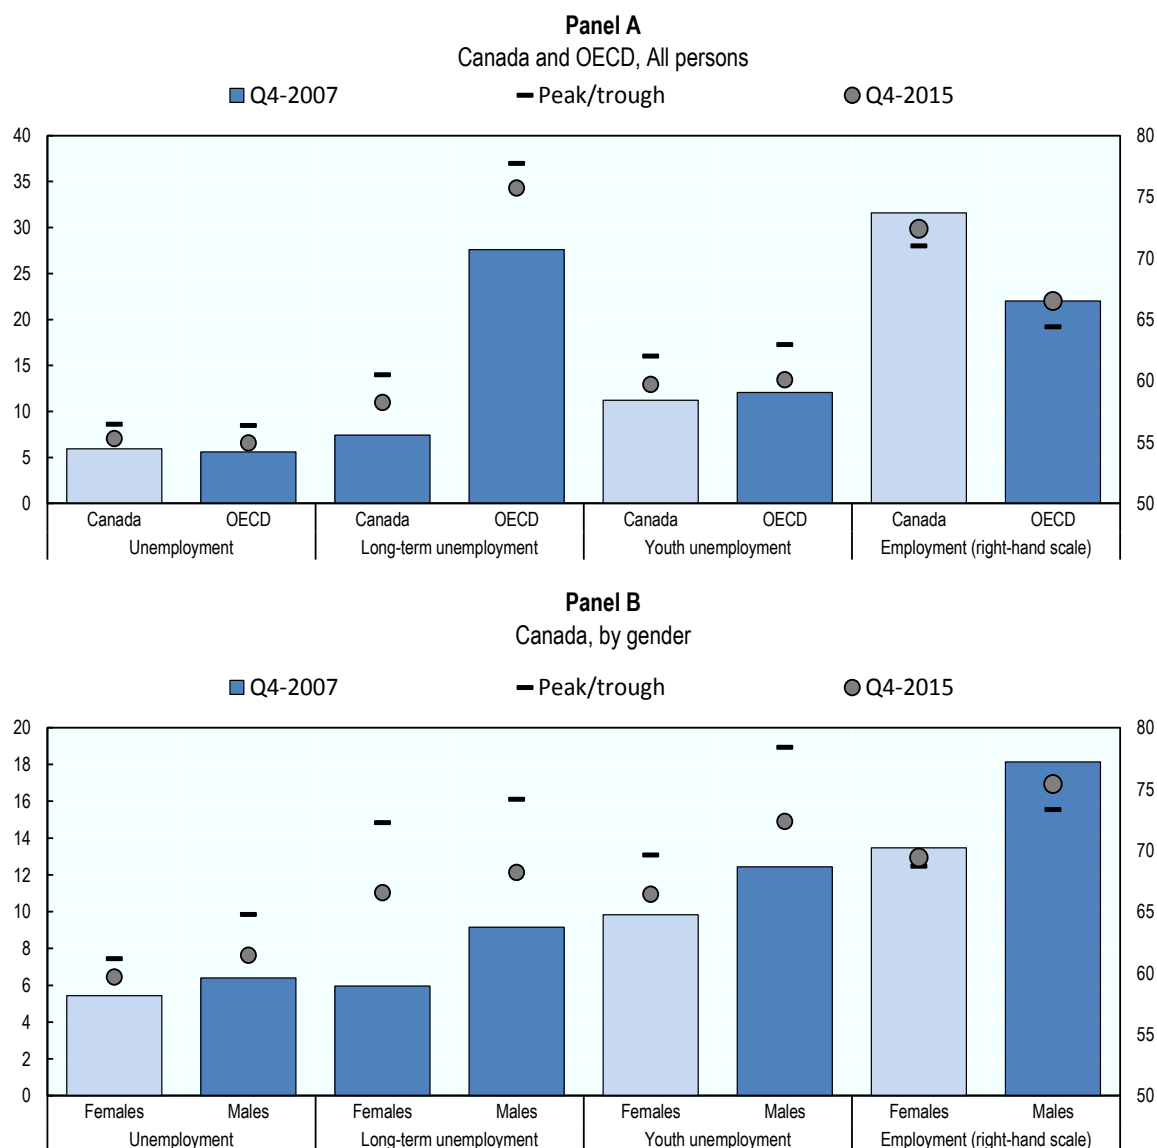 Panel A
Canada and OECD, All persons
Q4-2007 Peak/trough Q4-2015
40 80
35 75
30 70
25
20 65
15 60
10 55
5
0 50
Canada OECD Canada OECD Canada OECD Canada OECD
Unemployment Long-term unemployment Youth unemployment Employment (right-hand scale)
Panel B
Canada, by gender
Q4-2007 Peak/trough Q4-2015
20 80
18 75
16
14 70
12 65
10
8 60
6
4 55
2
0 50
Females Males Females Males Females Males Females Males
Unemployment Long-term unemployment Youth unemployment Employment (right-hand scale)